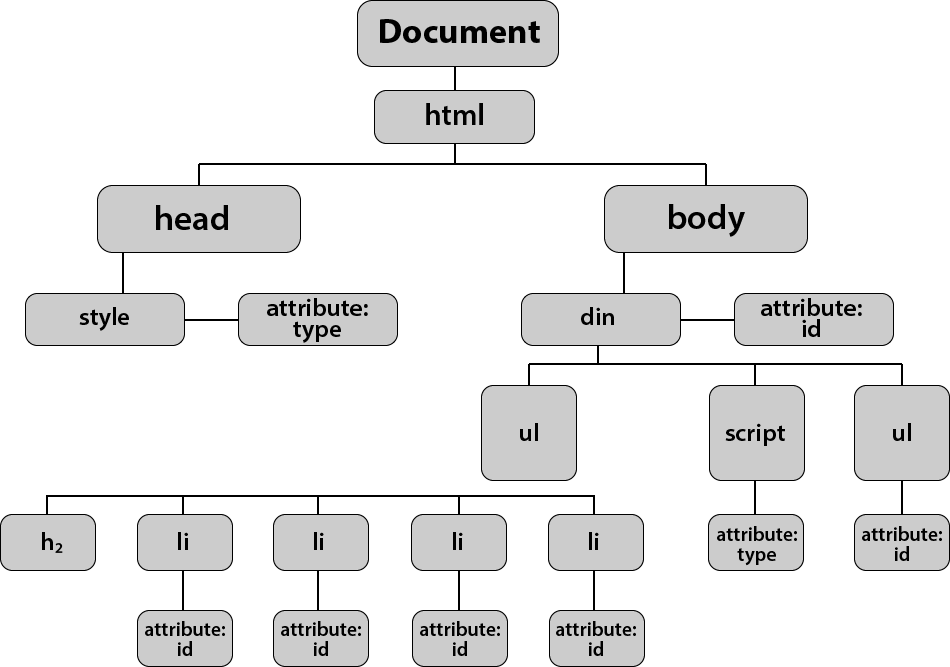 Document
html
head
body
style
attribute:
type
din
attribute:
id
ul
script
ul
h₂
li
li
li
li
attribute:
type
attribute:
id
attribute:
id
attribute:
id
attribute:
id
attribute:
id